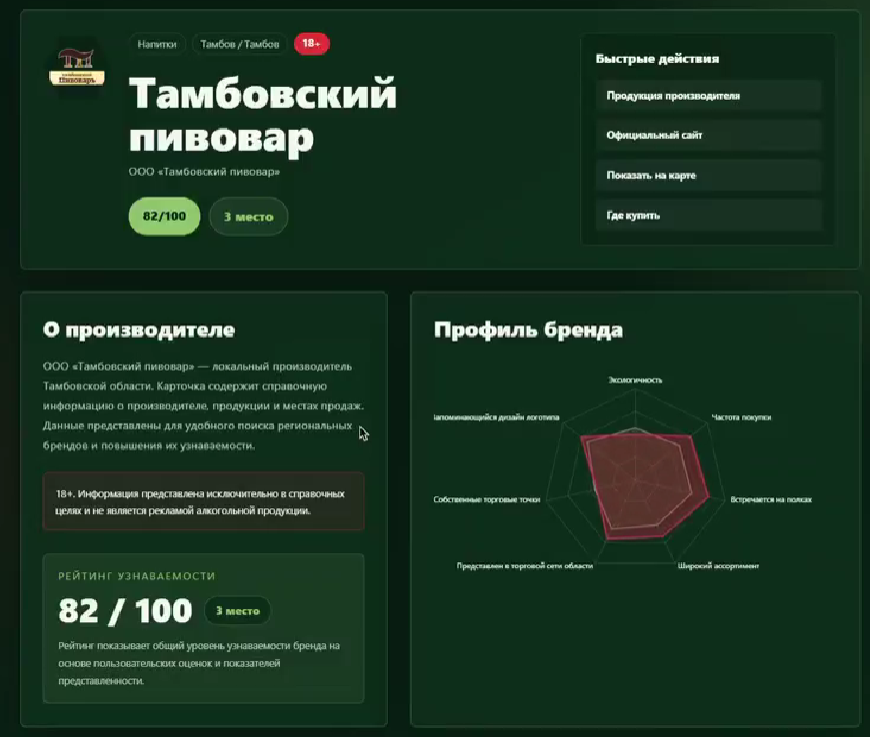 Напитки
Тамбов / Тамбов
18+
Тамбовский
пивовар
ООО «Тамбовский пивовар»
82/100
3 место
Быстрые действия
Продукция производителя
Официальный сайт
Показать на карте
Где купить
О производителе
ООО «Тамбовский пивовар» — локальный производитель
Тамбовской области. Карточка содержит справочную
информацию о производителе, продукции и местах продаж.
Данные представлены для удобного поиска региональных
брендов и повышения их узнаваемости.
18+. Информация представлена исключительно в справочных
целях и не является рекламой алкогольной продукции.
РЕЙТИНГ УЗНАВАЕМОСТИ
82 / 100
3 место
Рейтинг показывает общий уровень узнаваемости бренда на
основе пользовательских оценок и показателей
представленности.
Профиль бренда
Экологичность
Частота покупки
Встречается на полках
Широкий ассортимент
Представлен в торговой сети области
Собственные торговые точки
Запоминающийся дизайн логотипа